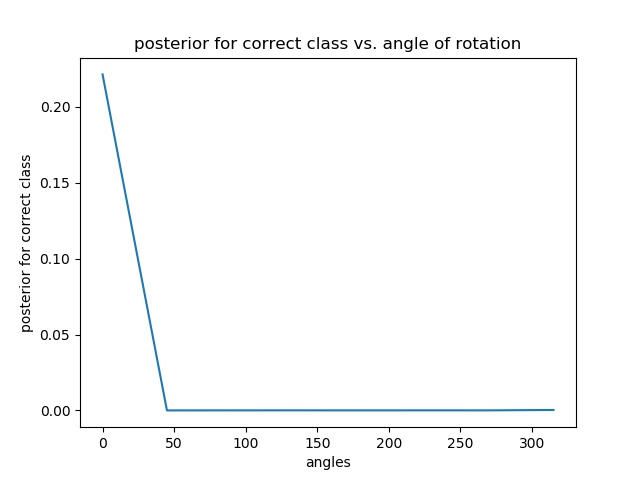 posterior for correct class vs. angle of rotation
posterior for correct class
0.20
0.15
0.10
0.05
0.00
0 50 100 150 200 250 300
angles